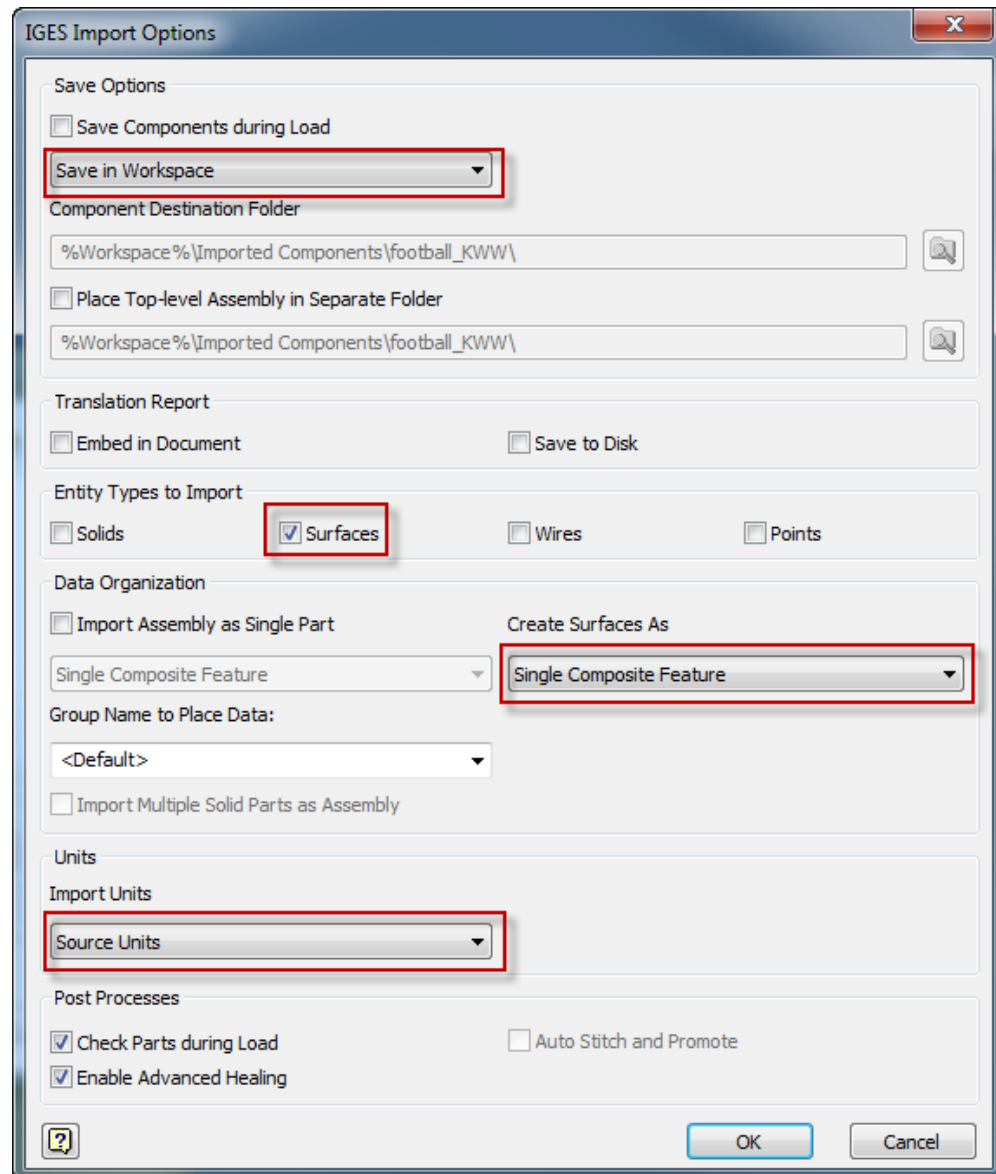 IGES Import Options
Save Options
Save Components during Load
Save in Workspace
Component Destination Folder
%Workspace%\Imported Components\football_KWW\
Place Top-level Assembly in Separate Folder
%Workspace%\Imported Components\football_KWW\
Translation Report
Embed in Document Save to Disk
Entity Types to Import
Solids Surfaces Wires Points
Data Organization
Import Assembly as Single Part Create Surfaces As
Single Composite Feature Single Composite Feature
Group Name to Place Data:
<Default>
Import Multiple Solid Parts as Assembly
Units
Import Units
Source Units
Post Processes
Check Parts during Load Auto Stitch and Promote
Enable Advanced Healing
OK Cancel